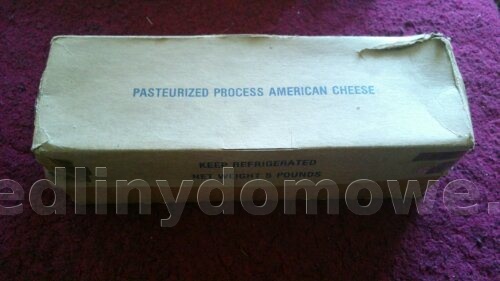 PASTEURIZED PROCESS AMERICAN CHEESE
KEEP REFRIGERATED
NET WEIGHT 5 POUNDS
edlinydomowe.